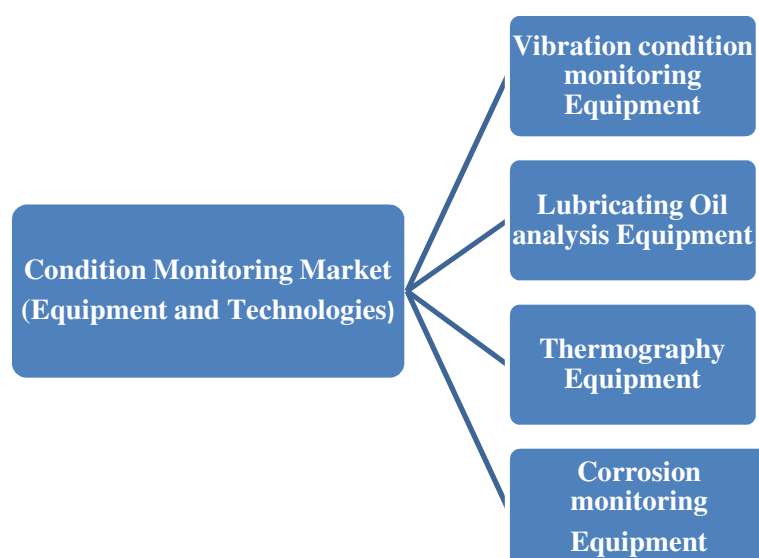 Vibration condition
monitoring
Equipment
Lubricating Oil
analysis Equipment
Condition Monitoring Market
(Equipment and Technologies)
Thermography
Equipment
Corrosion
monitoring
Equipment